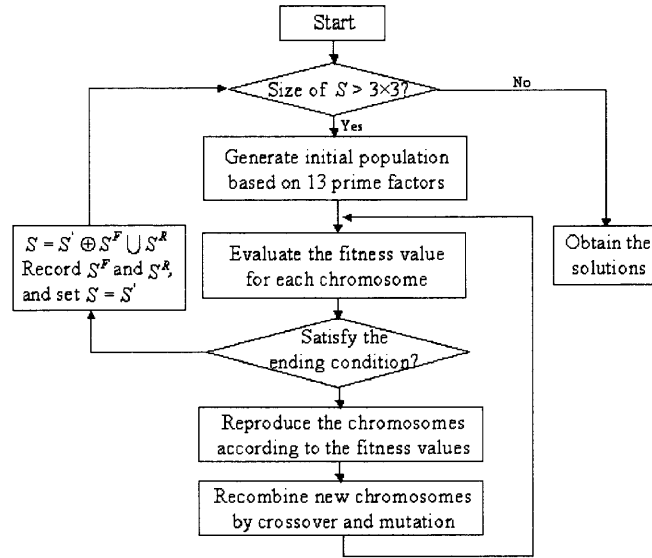 Start
Size of S > 3×3?
No
Yes
Generate initial population
based on 13 prime factors
S = S' ⊕ S^F ⋃ S^R
Record S^F and S^R,
and set S = S'
Evaluate the fitness value
for each chromosome
Obtain the
solutions
Satisfy the
ending condition?
Reproduce the chromosomes
according to the fitness values
Recombine new chromosomes
by crossover and mutation